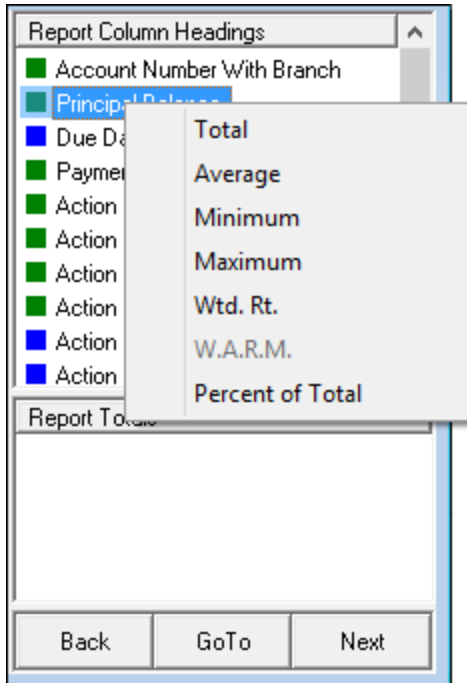 Report Column Headings
Account Number With Branch
Principal Balance
Due Da
Total
Average
Payme
Action
Minimum
Action
Maximum
Action
Wtd. Rt.
Action
W.A.R.M.
Action
Action
Percent of Total
Report Totals
Back
GoTo
Next